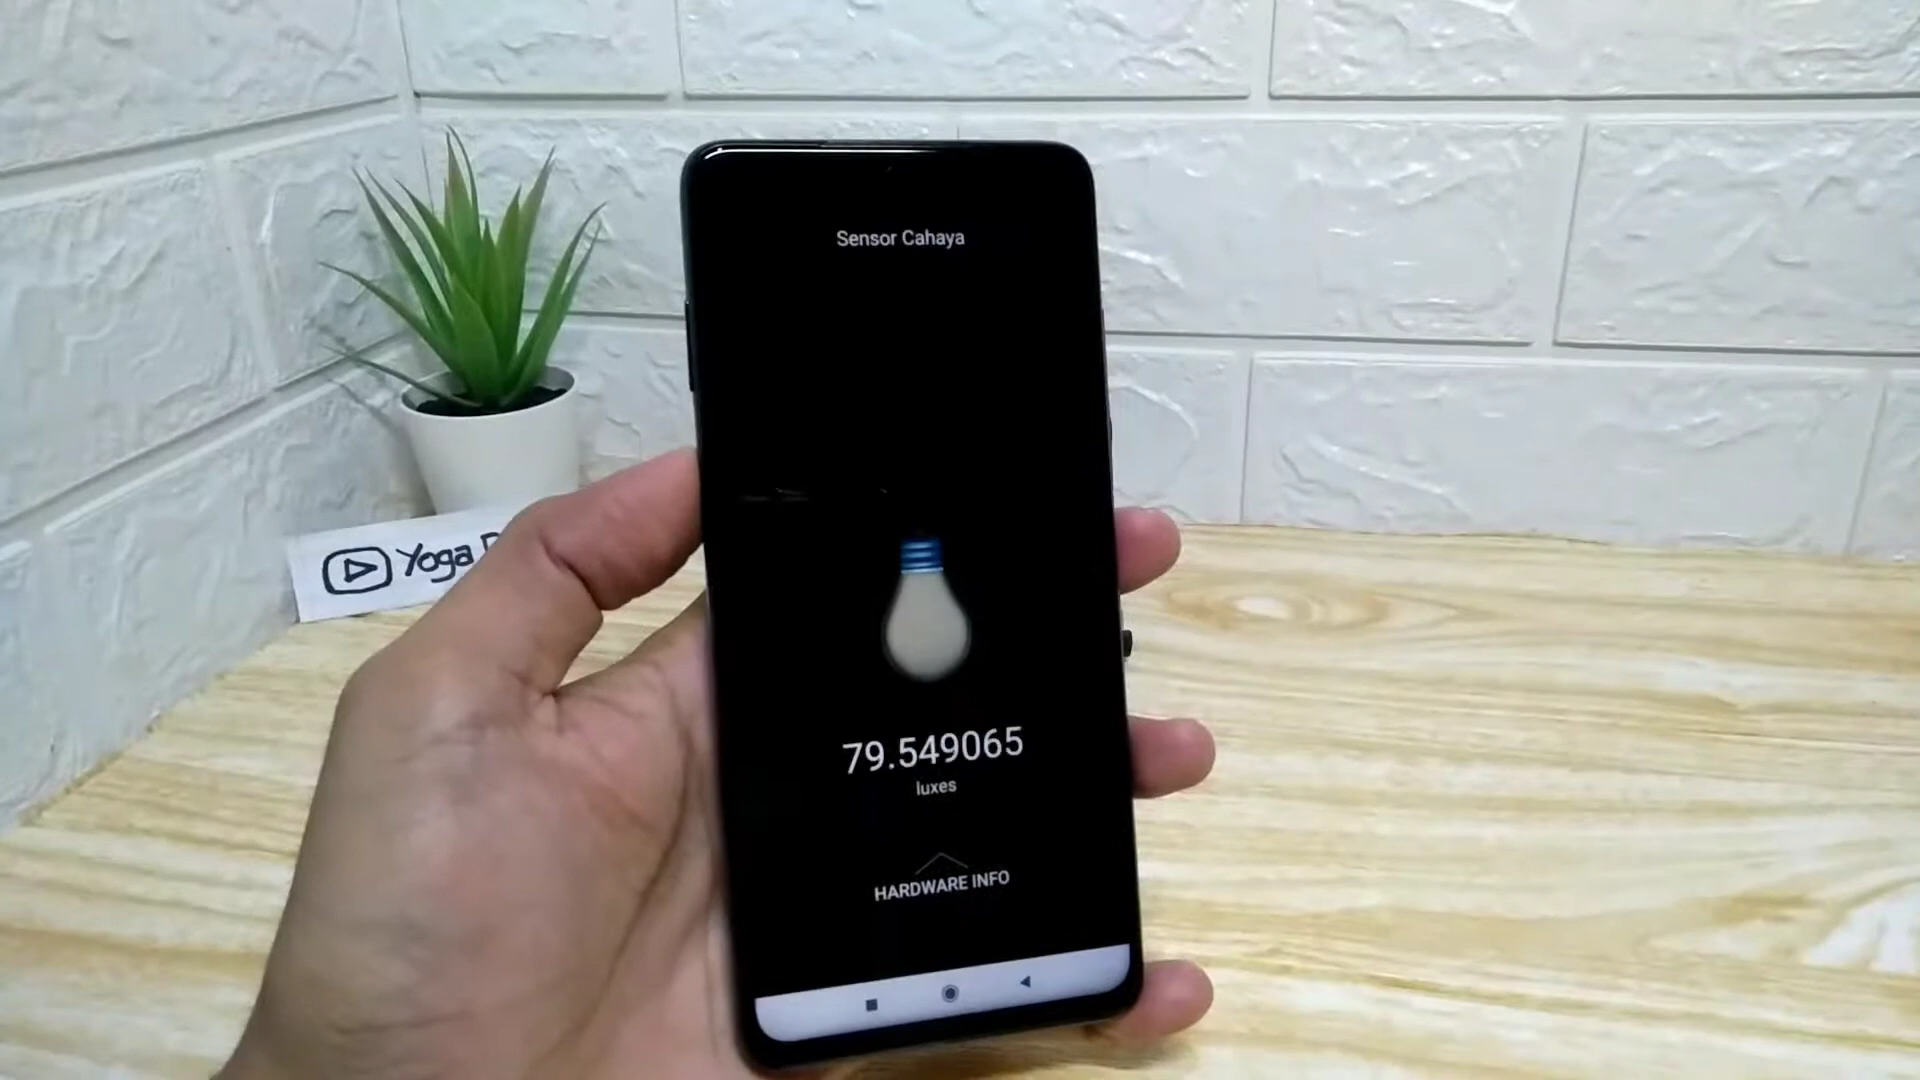 Sensor Cahaya
Yoga
79.549065
luxes
HARDWARE INFO